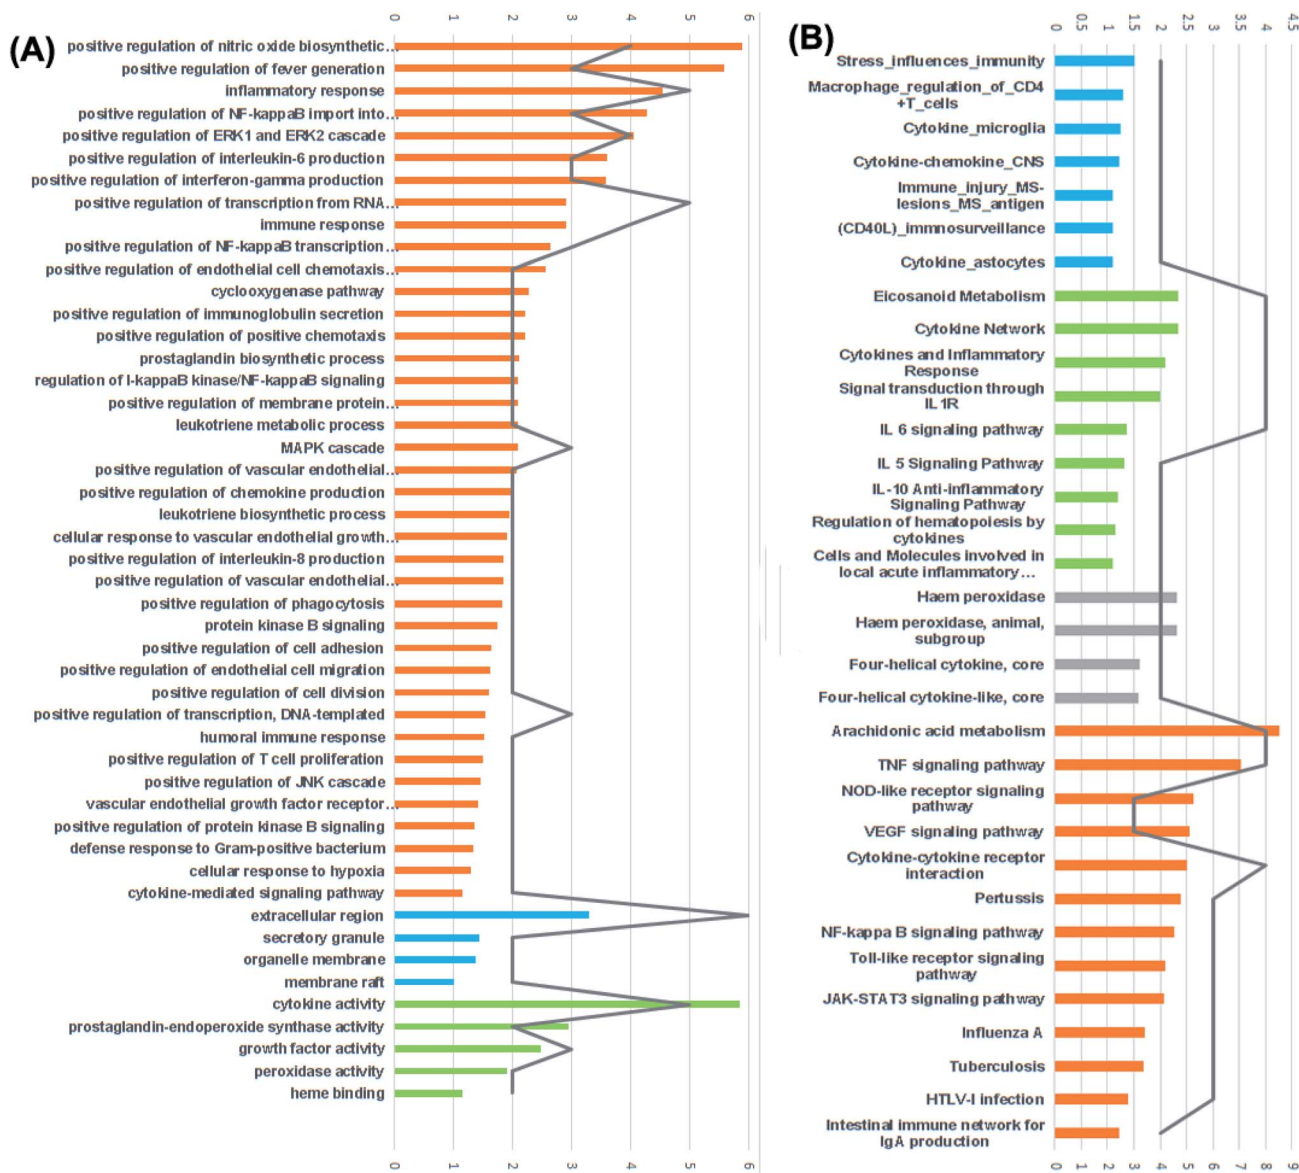 (A)
0 1 2 3 4 5 6
positive regulation of nitric oxide biosynthetic...
positive regulation of fever generation
inflammatory response
positive regulation of NF-kappaB import into...
positive regulation of ERK1 and ERK2 cascade
positive regulation of interleukin-6 production
positive regulation of interferon-gamma production
positive regulation of transcription from RNA...
immune response
positive regulation of NF-kappaB transcription...
positive regulation of endothelial cell chemotaxis...
cyclooxygenase pathway
positive regulation of immunoglobulin secretion
positive regulation of positive chemotaxis
prostaglandin biosynthetic process
regulation of I-kappaB kinase/NF-kappaB signaling
positive regulation of membrane protein...
leukotriene metabolic process
MAPK cascade
positive regulation of vascular endothelial...
positive regulation of chemokine production
leukotriene biosynthetic process
cellular response to vascular endothelial growth...
positive regulation of interleukin-8 production
positive regulation of vascular endothelial...
positive regulation of phagocytosis
protein kinase B signaling
positive regulation of cell adhesion
positive regulation of endothelial cell migration
positive regulation of cell division
positive regulation of transcription, DNA-templated
humoral immune response
positive regulation of T cell proliferation
positive regulation of JNK cascade
vascular endothelial growth factor receptor...
positive regulation of protein kinase B signaling
defense response to Gram-positive bacterium
cellular response to hypoxia
cytokine-mediated signaling pathway
extracellular region
secretory granule
organelle membrane
membrane raft
cytokine activity
prostaglandin-endoperoxide synthase activity
growth factor activity
peroxidase activity
heme binding
0 1 2 3 4 5 6
(B)
0 0.5 1 1.5 2 2.5 3 3.5 4 4.5
Stress_influences_immunity
Macrophage_regulation_of_CD4
+T_cells
Cytokine_microglia
Cytokine-chemokine_CNS
Immune_injury_MS-
lesions_MS_antigen
(CD40L)_immnosurveillance
Cytokine_astocytes
Eicosanoid Metabolism
Cytokine Network
Cytokines and Inflammatory
Response
Signal transduction through
IL1R
IL 6 signaling pathway
IL 5 Signaling Pathway
IL-10 Anti-inflammatory
Signaling Pathway
Regulation of hematopoiesis by
cytokines
Cells and Molecules involved in
local acute inflammatory...
Haem peroxidase
Haem peroxidase, animal,
subgroup
Four-helical cytokine, core
Four-helical cytokine-like, core
Arachidonic acid metabolism
TNF signaling pathway
NOD-like receptor signaling
pathway
VEGF signaling pathway
Cytokine-cytokine receptor
interaction
Pertussis
NF-kappa B signaling pathway
Toll-like receptor signaling
pathway
JAK-STAT3 signaling pathway
Influenza A
Tuberculosis
HTLV-I infection
Intestinal immune network for
IgA production
0 1 2 3 4 5 6 7 8 9